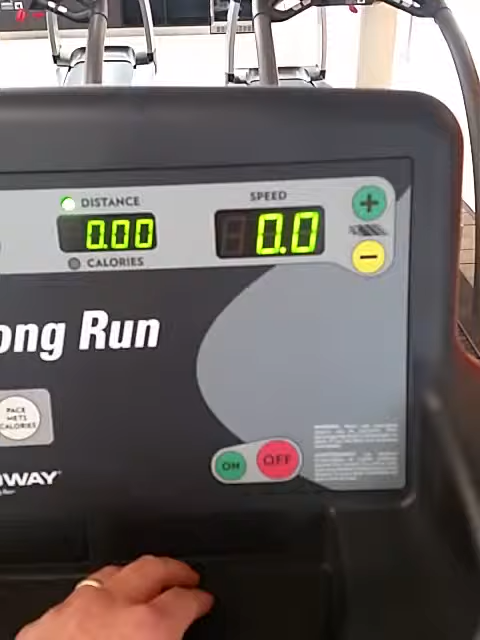 DISTANCE
SPEED
0.00
0.0
+
-
CALORIES
ong Run
PACE
METS
CALORIES
WAY
ON
OFF